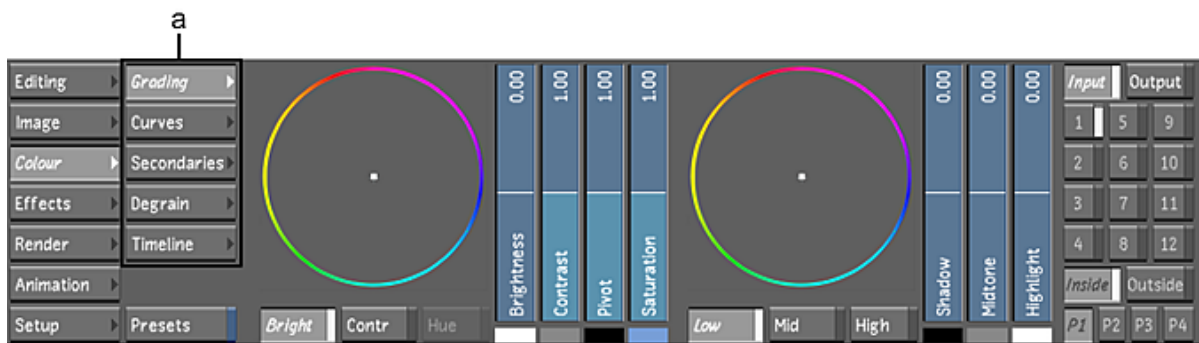 a
Editing
Image
Colour
Effects
Render
Animation
Setup
Grading
Curves
Secondaries
Degrain
Timeline
Presets
Bright Contr Hue
0.00 1.00 1.00 1.00
Brightness Contrast Pivot Saturation
Low Mid High
0.00 0.00 0.00
Shadow Midtone Highlight
Input Output
1 5 9
2 6 10
3 7 11
4 8 12
Inside Outside
P1 P2 P3 P4